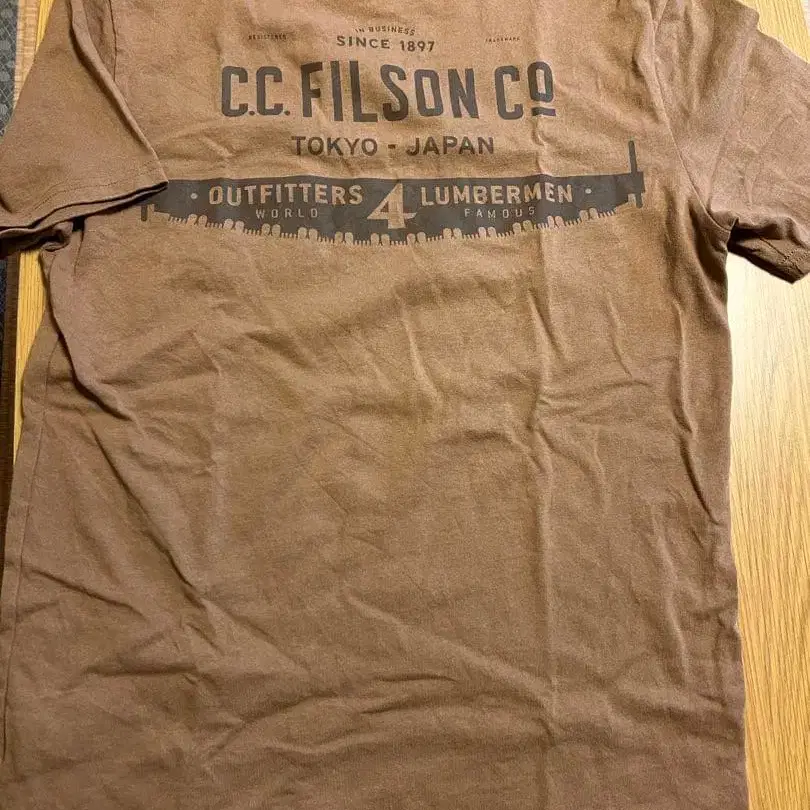 IN BUSINESS
REGISTERED SINCE 1897 TRADEMARK
C.C. FILSON CO
TOKYO - JAPAN
· OUTFITTERS 4 LUMBERMEN ·
WORLD FAMOUS